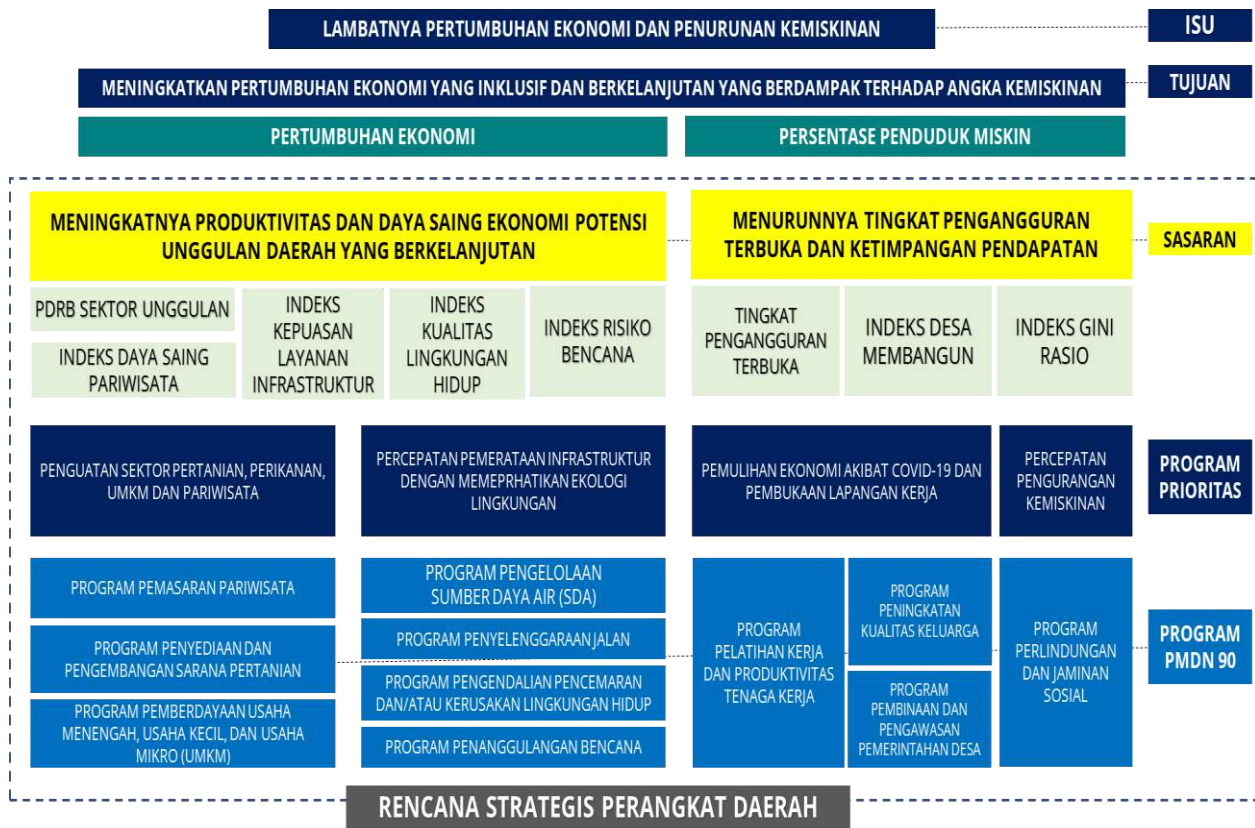 LAMBATNYA PERTUMBUHAN EKONOMI DAN PENURUNAN KEMISKINAN
ISU
MENINGKATKAN PERTUMBUHAN EKONOMI YANG INKLUSIF DAN BERKELANJUTAN YANG BERDAMPAK TERHADAP ANGKA KEMISKINAN
TUJUAN
PERTUMBUHAN EKONOMI
PERSENTASE PENDUDUK MISKIN
MENINGKATNYA PRODUKTIVITAS DAN DAYA SAING EKONOMI POTENSI
UNGGULAN DAERAH YANG BERKELANJUTAN
MENURUNNYA TINGKAT PENGANGGURAN
TERBUKA DAN KETIMPANGAN PENDAPATAN
SASARAN
PDRB SEKTOR UNGGULAN
INDEKS DAYA SAING
PARIWISATA
INDEKS
KEPUASAN
LAYANAN
INFRASTRUKTUR
INDEKS
KUALITAS
LINGKUNGAN
HIDUP
INDEKS RISIKO
BENCANA
TINGKAT
PENGANGGURAN
TERBUKA
INDEKS DESA
MEMBANGUN
INDEKS GINI
RASIO
PENGUATAN SEKTOR PERTANIAN, PERIKANAN,
UMKM DAN PARIWISATA
PERCEPATAN PEMERATAAN INFRASTRUKTUR
DENGAN MEMEPRHATIKAN EKOLOGI
LINGKUNGAN
PEMULIHAN EKONOMI AKIBAT COVID-19 DAN
PEMBUKAAN LAPANGAN KERJA
PERCEPATAN
PENGURANGAN
KEMISKINAN
PROGRAM
PRIORITAS
PROGRAM PEMASARAN PARIWISATA
PROGRAM PENYEDIAAN DAN
PENGEMBANGAN SARANA PERTANIAN
PROGRAM PEMBERDAYAAN USAHA
MENENGAH, USAHA KECIL, DAN USAHA
MIKRO (UMKM)
PROGRAM PENGELOLAAN
SUMBER DAYA AIR (SDA)
PROGRAM PENYELENGGARAAN JALAN
PROGRAM PENGENDALIAN PENCEMARAN
DAN/ATAU KERUSAKAN LINGKUNGAN HIDUP
PROGRAM PENANGGULANGAN BENCANA
PROGRAM
PELATIHAN KERJA
DAN PRODUKTIVITAS
TENAGA KERJA
PROGRAM
PENINGKATAN
KUALITAS KELUARGA
PROGRAM
PEMBINAAN DAN
PENGAWASAN
PEMERINTAHAN DESA
PROGRAM
PERLINDUNGAN
DAN JAMINAN
SOSIAL
PROGRAM
PMDN 90
RENCANA STRATEGIS PERANGKAT DAERAH